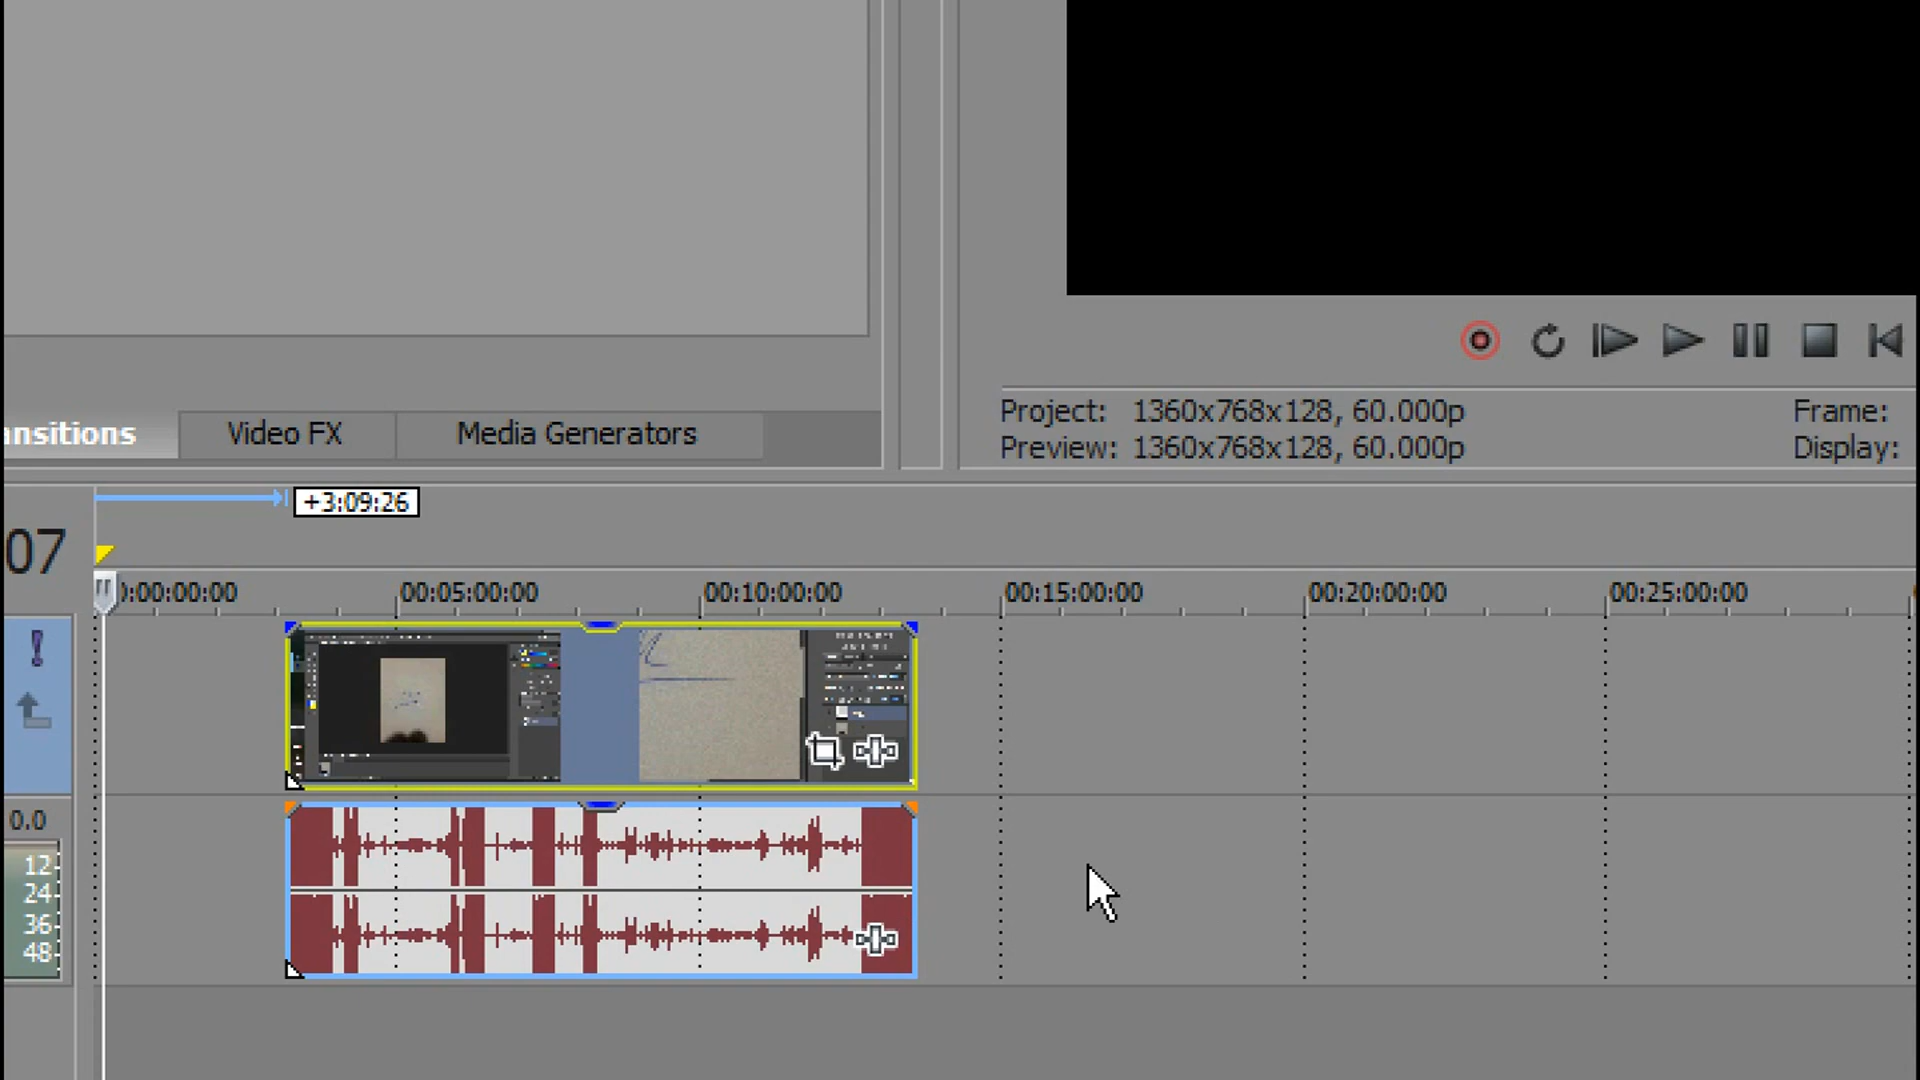 ansitions
Video FX
Media Generators
Project: 1360x768x128, 60.000p
Preview: 1360x768x128, 60.000p
Frame:
Display:
+3:09:26
07
0:00:00:00
00:05:00:00
00:10:00:00
00:15:00:00
00:20:00:00
00:25:00:00
0.0
12
24
36
48